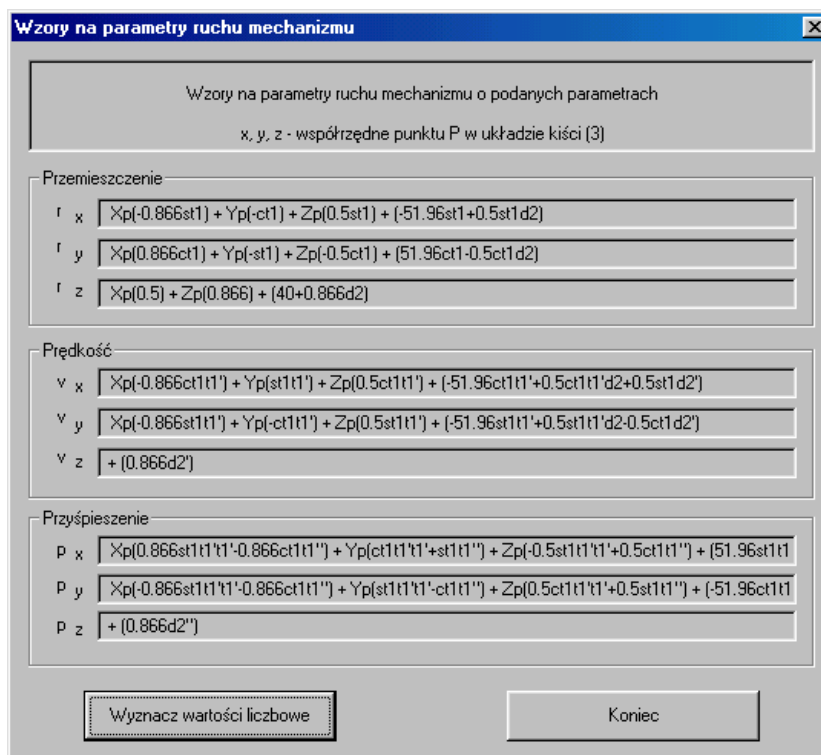 Wzory na parametry ruchu mechanizmu
Wzory na parametry ruchu mechanizmu o podanych parametrach
x, y, z - współrzędne punktu P w układzie kiści (3)
Przemieszczenie
r x Xp(-0.866st1) + Yp(-ct1) + Zp(0.5st1) + (-51.96st1+0.5st1d2)
r y Xp(0.866ct1) + Yp(-st1) + Zp(-0.5ct1) + (51.96ct1-0.5ct1d2)
r z Xp(0.5) + Zp(0.866) + (40+0.866d2)
Prędkość
v x Xp(-0.866ct1t1') + Yp(st1t1') + Zp(0.5ct1t1') + (-51.96ct1t1'+0.5ct1t1'd2+0.5st1d2')
v y Xp(-0.866st1t1') + Yp(-ct1t1') + Zp(0.5st1t1') + (-51.96st1t1'+0.5st1t1'd2-0.5ct1d2')
v z + (0.866d2')
Przyśpieszenie
p x Xp(0.866st1t1't1'-0.866ct1t1'') + Yp(ct1t1't1'+st1t1'') + Zp(-0.5st1t1't1'+0.5ct1t1'') + (51.96st1t1
p y Xp(-0.866st1t1't1'-0.866ct1t1'') + Yp(st1t1't1'-ct1t1'') + Zp(0.5ct1t1't1'+0.5st1t1'') + (-51.96ct1t1
p z + (0.866d2'')
Wyznacz wartości liczbowe
Koniec